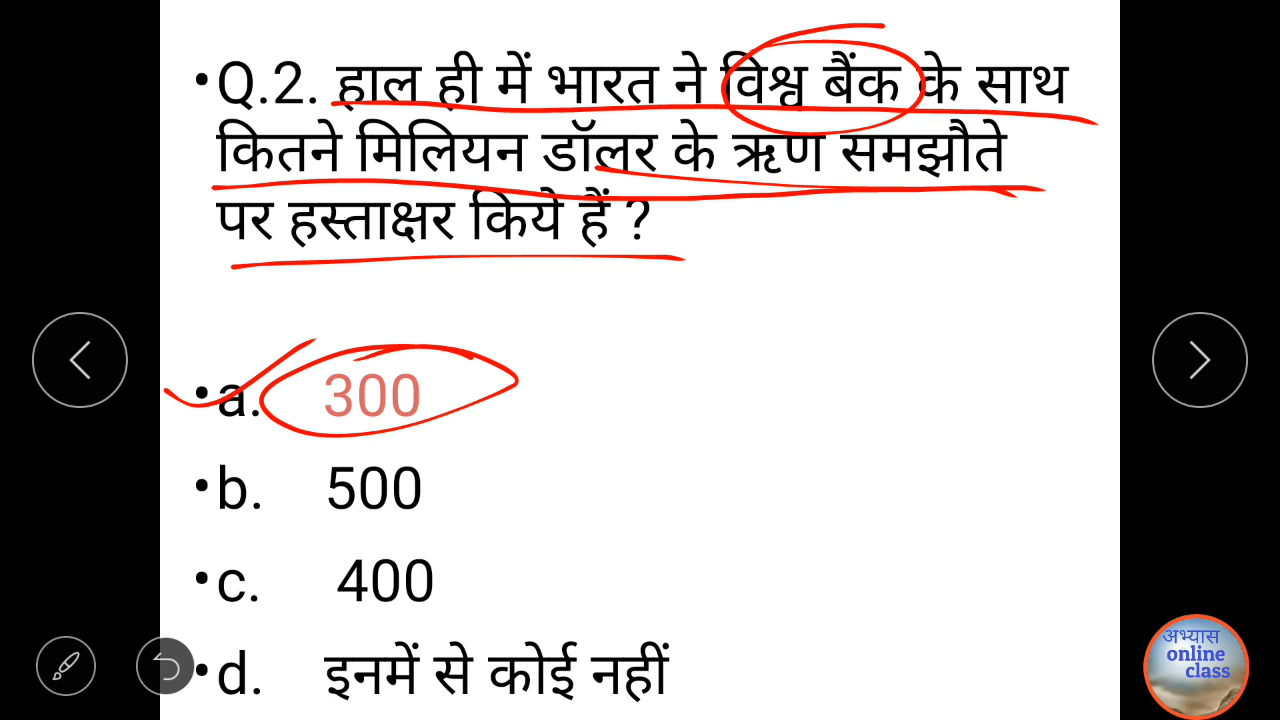 •Q.2. हाल ही में भारत ने विश्व बैंक के साथ
कितने मिलियन डॉलर के ऋण समझौते
पर हस्ताक्षर किये हैं ?
•a. 300
•b. 500
•c. 400
•d. इनमें से कोई नहीं
अभ्यास
online
class